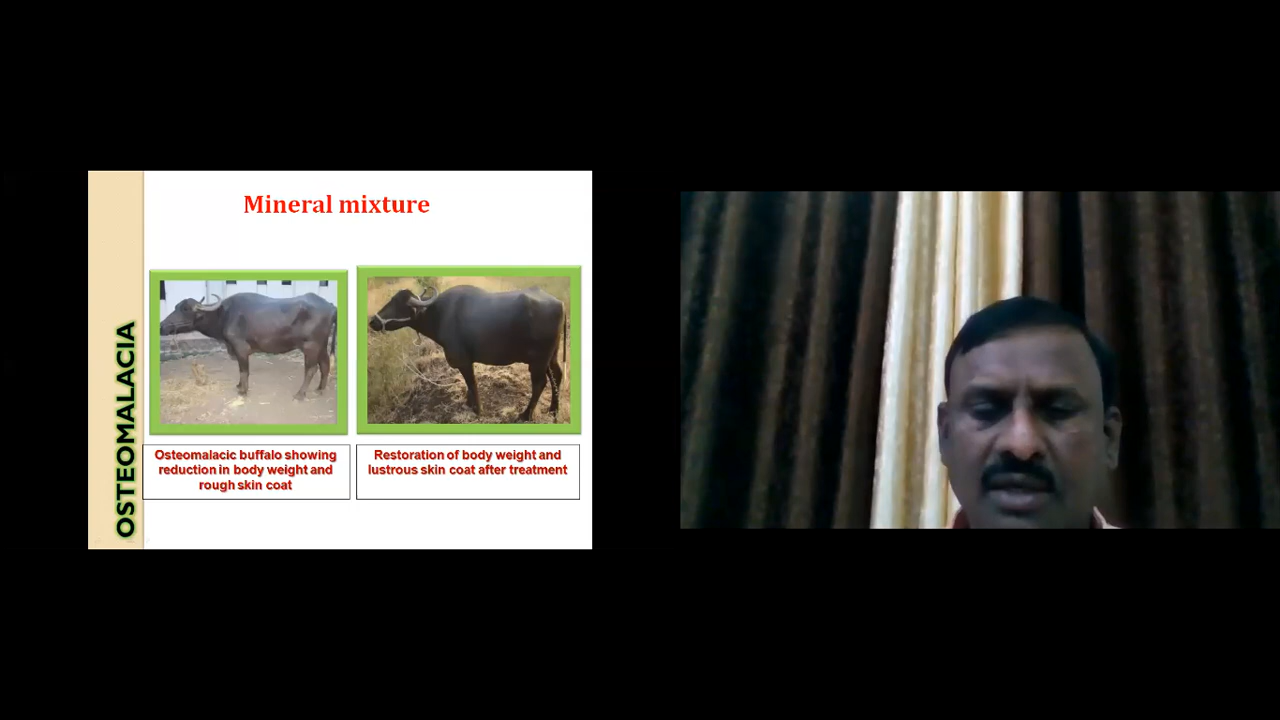 Mineral mixture
OSTEOMALACIA
Osteomalacic buffalo showing
reduction in body weight and
rough skin coat
Restoration of body weight and
lustrous skin coat after treatment